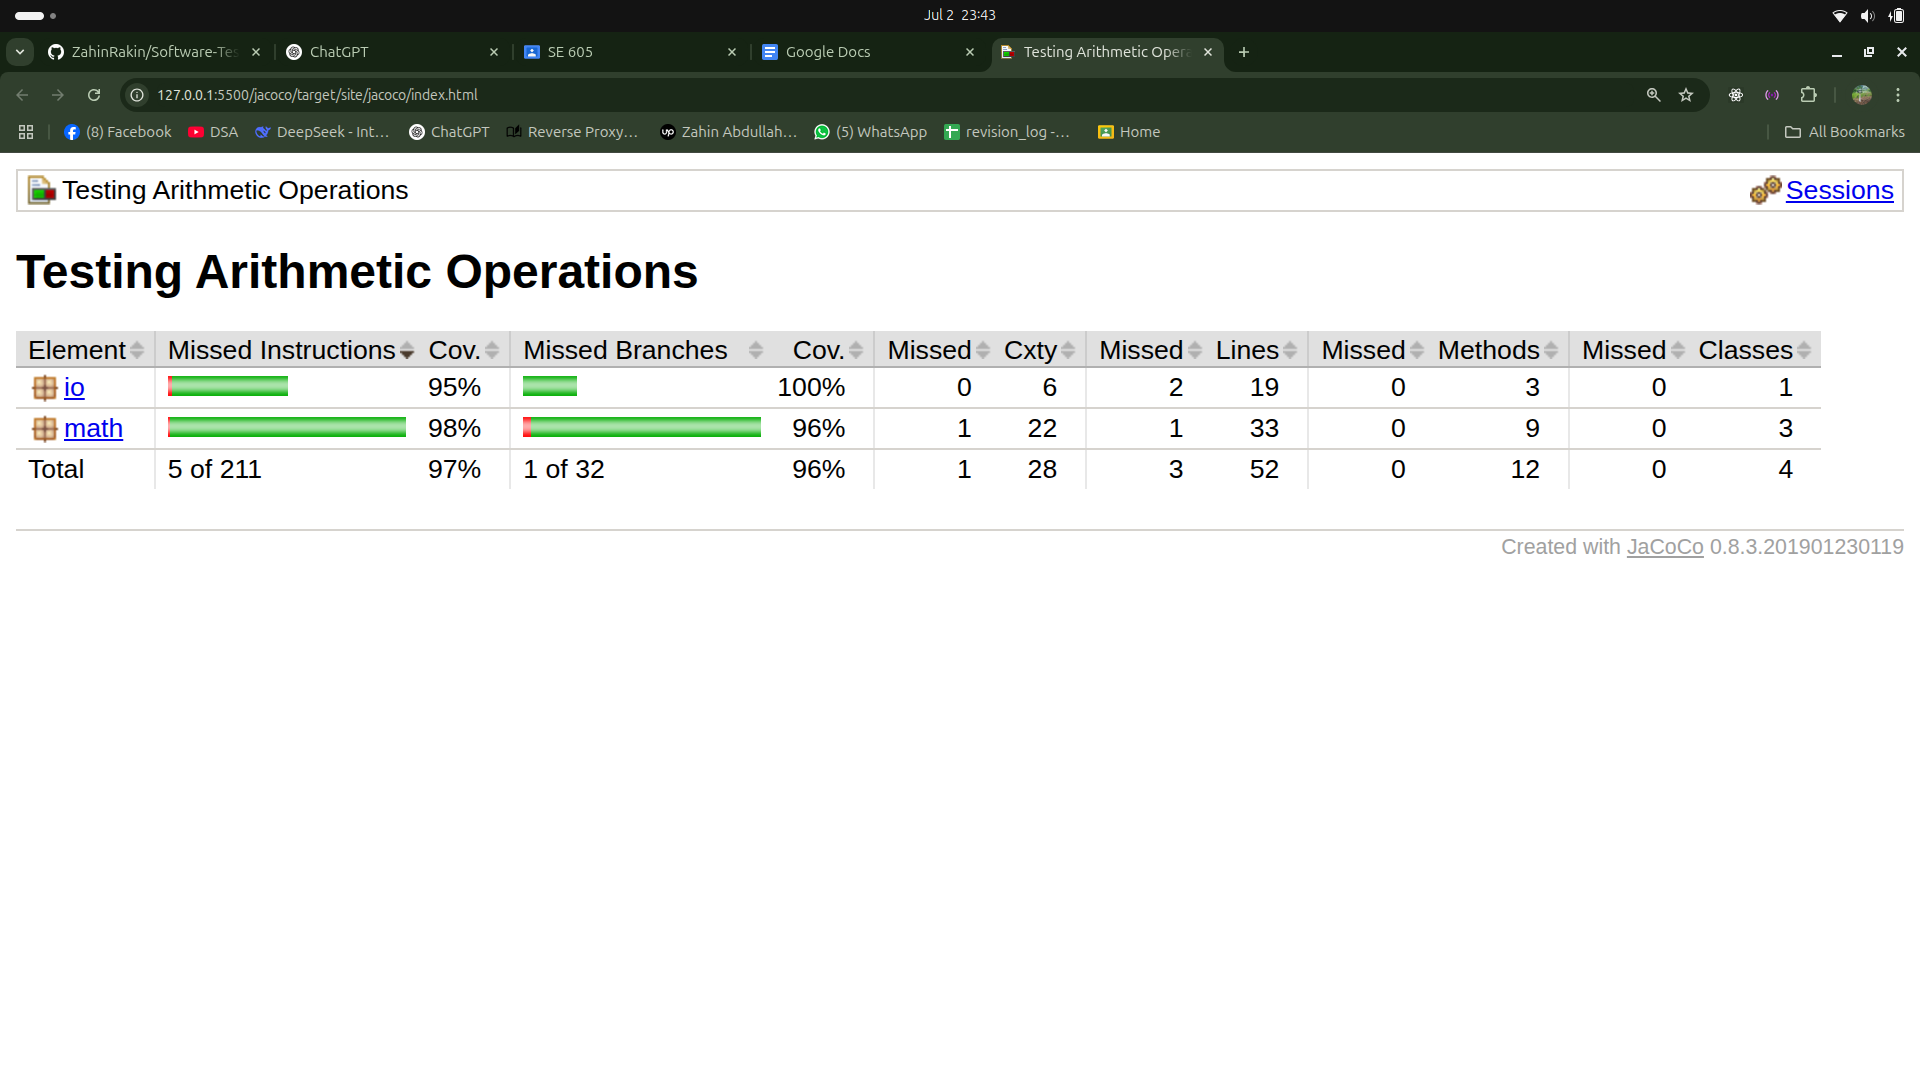 Jul 2 23:43
ZahinRakin/Software-Tes
ChatGPT
SE 605
Google Docs
Testing Arithmetic Opera
127.0.0.1:5500/jacoco/target/site/jacoco/index.html
(8) Facebook
DSA
DeepSeek - Int...
ChatGPT
Reverse Proxy...
up Zahin Abdullah...
(5) WhatsApp
revision_log -...
Home
All Bookmarks
Testing Arithmetic Operations
Sessions
Testing Arithmetic Operations
Element Missed Instructions Cov. Missed Branches Cov. Missed Cxty Missed Lines Missed Methods Missed Classes
io 95% 100% 0 6 2 19 0 3 0 1
math 98% 96% 1 22 1 33 0 9 0 3
Total 5 of 211 97% 1 of 32 96% 1 28 3 52 0 12 0 4
Created with JaCoCo 0.8.3.201901230119